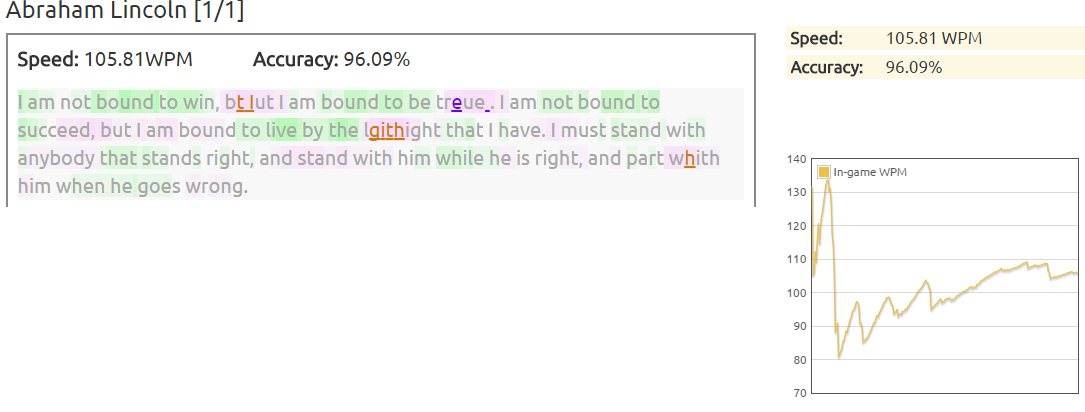 Abraham Lincoln [1/1]
Speed: 105.81WPM Accuracy: 96.09%
I am not bound to win, bt lut I am bound to be treue_. I am not bound to
succeed, but I am bound to live by the lgithight that I have. I must stand with
anybody that stands right, and stand with him while he is right, and part whith
him when he goes wrong.
Speed: 105.81 WPM
Accuracy: 96.09%
In-game WPM
140
130
120
110
100
90
80
70